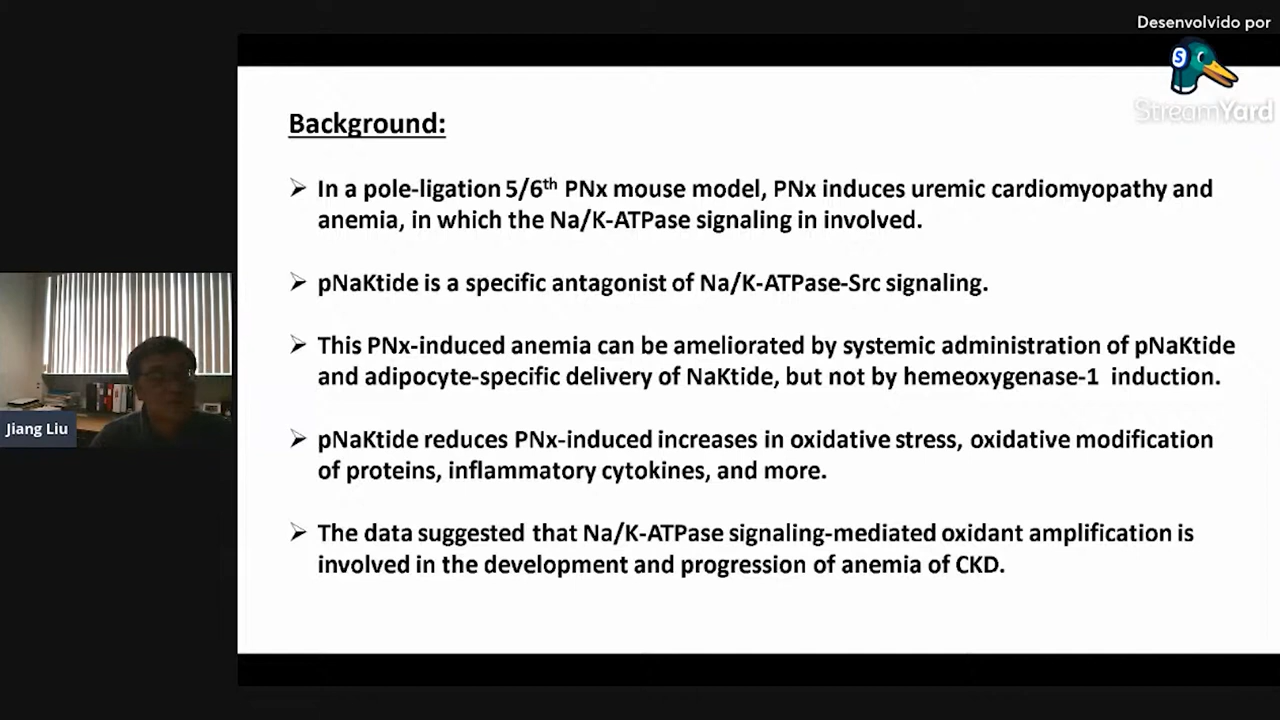 Desenvolvido por
StreamYard
Background:
➢ In a pole-ligation 5/6th PNx mouse model, PNx induces uremic cardiomyopathy and
anemia, in which the Na/K-ATPase signaling in involved.
➢ pNaKtide is a specific antagonist of Na/K-ATPase-Src signaling.
➢ This PNx-induced anemia can be ameliorated by systemic administration of pNaKtide
and adipocyte-specific delivery of NaKtide, but not by hemeoxygenase-1 induction.
➢ pNaKtide reduces PNx-induced increases in oxidative stress, oxidative modification
of proteins, inflammatory cytokines, and more.
➢ The data suggested that Na/K-ATPase signaling-mediated oxidant amplification is
involved in the development and progression of anemia of CKD.
Jiang Liu